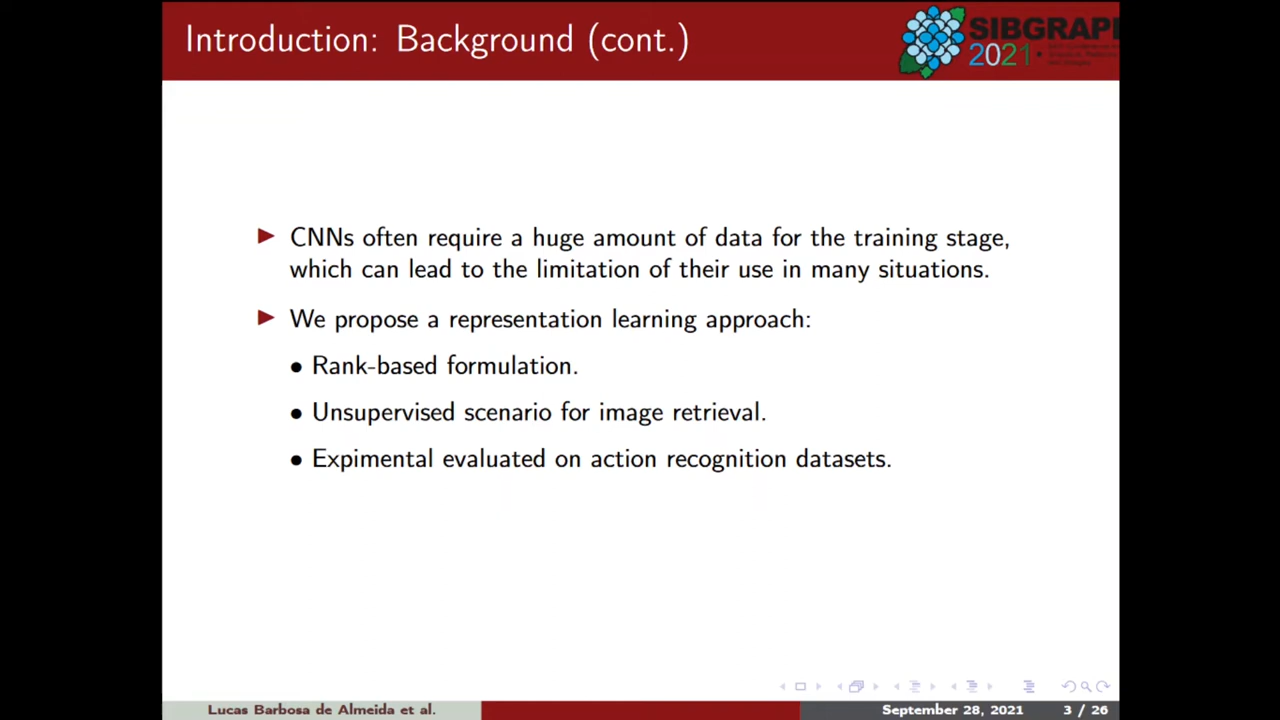 Introduction: Background (cont.)
SIBGRAPI
2021
▶ CNNs often require a huge amount of data for the training stage,
which can lead to the limitation of their use in many situations.
▶ We propose a representation learning approach:
• Rank-based formulation.
• Unsupervised scenario for image retrieval.
• Expimental evaluated on action recognition datasets.
Lucas Barbosa de Almeida et al.
September 28, 2021
3 / 26